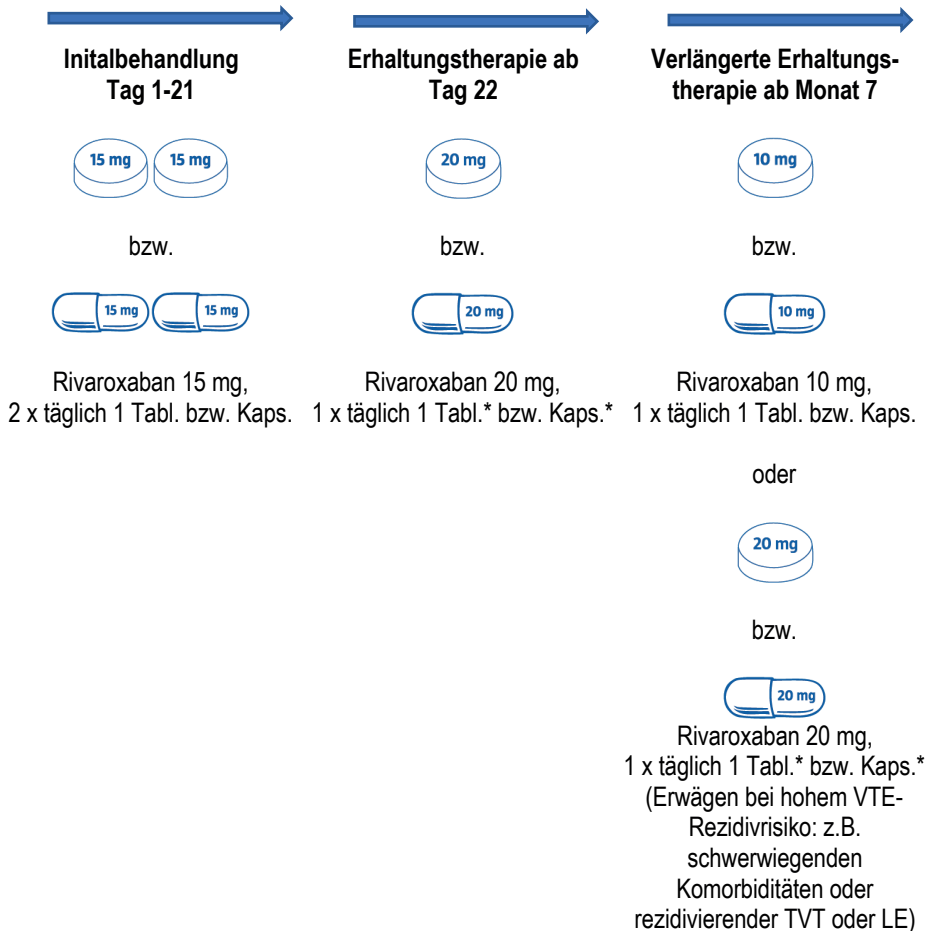 Initalbehandlung
Tag 1-21
15 mg
15 mg
bzw.
15 mg
15 mg
Rivaroxaban 15 mg,
2 x täglich 1 Tabl. bzw. Kaps.
Erhaltungstherapie ab
Tag 22
20 mg
bzw.
20 mg
Rivaroxaban 20 mg,
1 x täglich 1 Tabl.* bzw. Kaps.*
Verlängerte Erhaltungs-
therapie ab Monat 7
10 mg
bzw.
10 mg
Rivaroxaban 10 mg,
1 x täglich 1 Tabl. bzw. Kaps.
oder
20 mg
bzw.
20 mg
Rivaroxaban 20 mg,
1 x täglich 1 Tabl.* bzw. Kaps.*
(Erwägen bei hohem VTE-
Rezidivrisiko: z.B.
schwerwiegenden
Komorbiditäten oder
rezidivierender TVT oder LE)